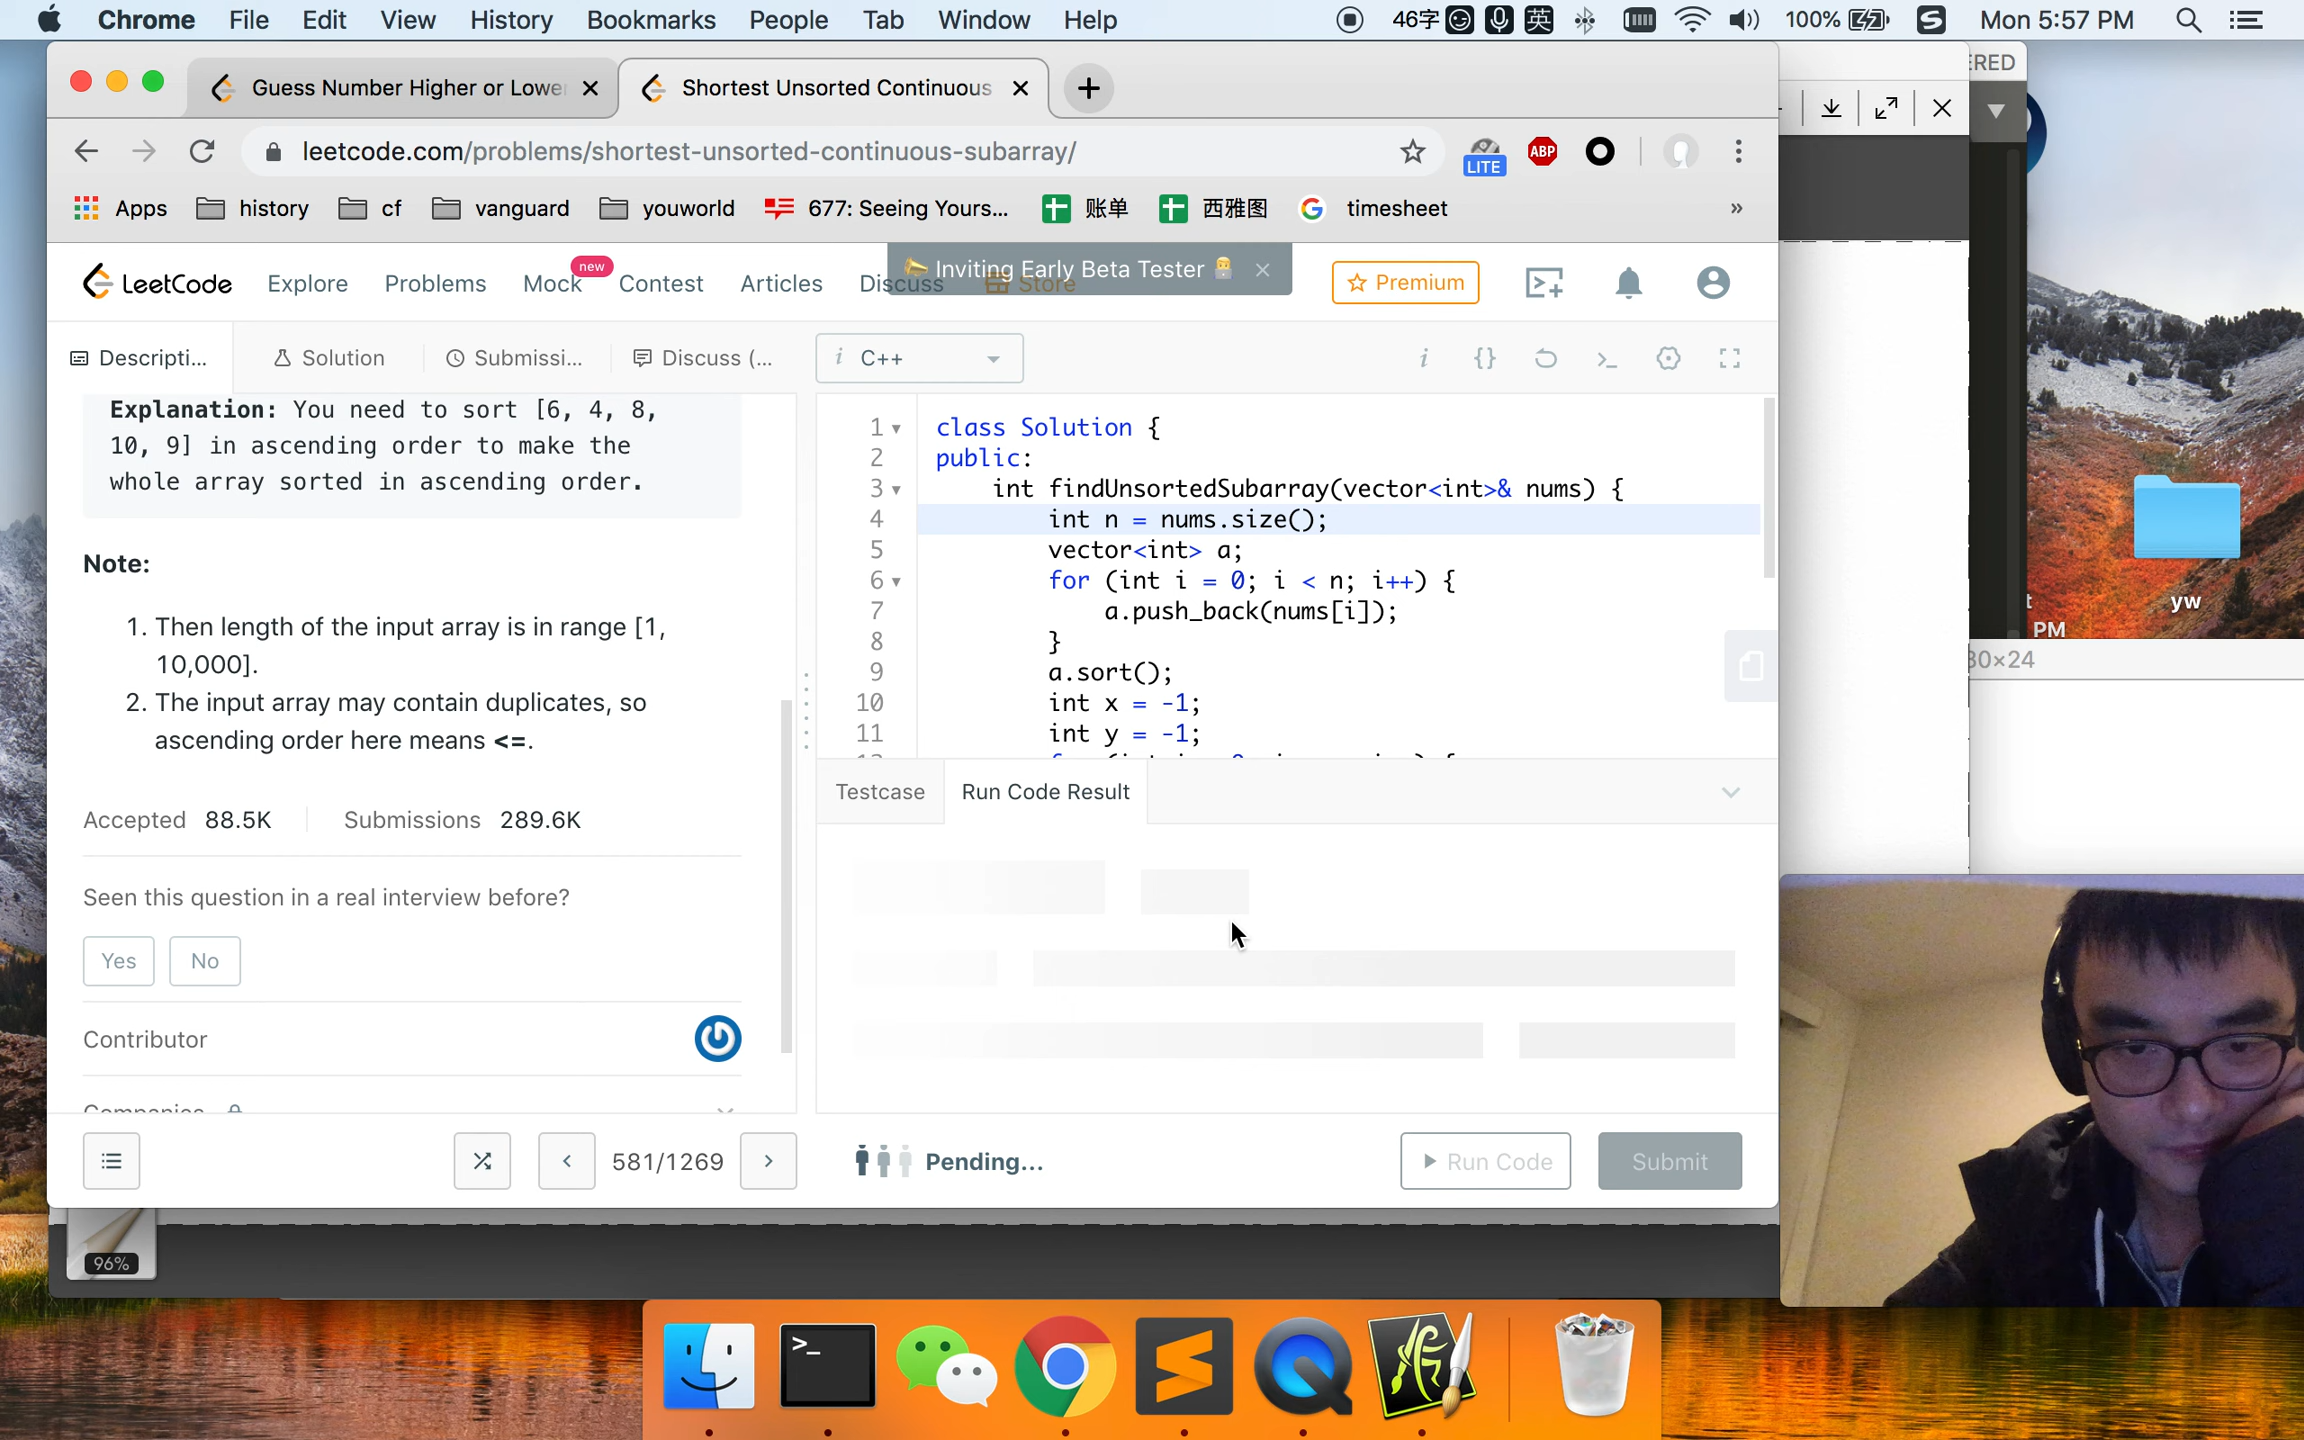 Chrome File Edit View History Bookmarks People Tab Window Help 46字 英 100% Mon 5:57 PM
Guess Number Higher or Lowe
Shortest Unsorted Continuous
ERED
leetcode.com/problems/shortest-unsorted-continuous-subarray/
LITE
ABP
Apps history cf vanguard youworld 677: Seeing Yours... 账单 西雅图 timesheet »
LeetCode Explore Problems Mock new Contest Articles Discuss Store
Inviting Early Beta Tester
Premium
Descripti... Solution Submissi... Discuss (...
i C++
Explanation: You need to sort [6, 4, 8,
10, 9] in ascending order to make the
whole array sorted in ascending order.
Note:
1. Then length of the input array is in range [1,
10,000].
2. The input array may contain duplicates, so
ascending order here means <=.
Accepted 88.5K Submissions 289.6K
Seen this question in a real interview before?
Yes No
Contributor
Companies
581/1269
1 class Solution {
2 public:
3 int findUnsortedSubarray(vector<int>& nums) {
4 int n = nums.size();
5 vector<int> a;
6 for (int i = 0; i < n; i++) {
7 a.push_back(nums[i]);
8 }
9 a.sort();
10 int x = -1;
11 int y = -1;
Testcase Run Code Result
Pending...
Run Code Submit
yw
PM
30×24
96%